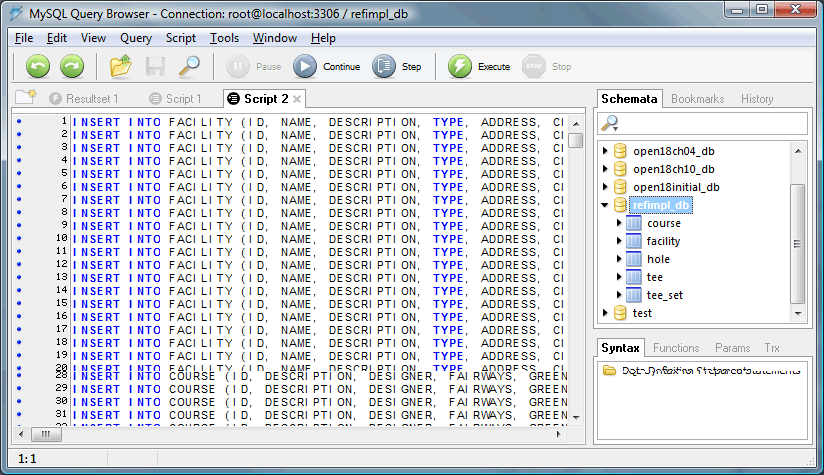 MySQL Query Browser - Connection: root@localhost:3306 / refimpl_db
File Edit View Query Script Tools Window Help
Pause Continue Step Execute Stop
Resultset 1 Script 1 Script 2
1 INSERT INTO FACILITY (ID, NAME, DESCRIPTION, TYPE, ADDRESS, CI
2 INSERT INTO FACILITY (ID, NAME, DESCRIPTION, TYPE, ADDRESS, CI
3 INSERT INTO FACILITY (ID, NAME, DESCRIPTION, TYPE, ADDRESS, CI
4 INSERT INTO FACILITY (ID, NAME, DESCRIPTION, TYPE, ADDRESS, CI
5 INSERT INTO FACILITY (ID, NAME, DESCRIPTION, TYPE, ADDRESS, CI
6 INSERT INTO FACILITY (ID, NAME, DESCRIPTION, TYPE, ADDRESS, CI
7 INSERT INTO FACILITY (ID, NAME, DESCRIPTION, TYPE, ADDRESS, CI
8 INSERT INTO FACILITY (ID, NAME, DESCRIPTION, TYPE, ADDRESS, CI
9 INSERT INTO FACILITY (ID, NAME, DESCRIPTION, TYPE, ADDRESS, CI
10 INSERT INTO FACILITY (ID, NAME, DESCRIPTION, TYPE, ADDRESS, CI
11 INSERT INTO FACILITY (ID, NAME, DESCRIPTION, TYPE, ADDRESS, CI
12 INSERT INTO FACILITY (ID, NAME, DESCRIPTION, TYPE, ADDRESS, CI
13 INSERT INTO FACILITY (ID, NAME, DESCRIPTION, TYPE, ADDRESS, CI
14 INSERT INTO FACILITY (ID, NAME, DESCRIPTION, TYPE, ADDRESS, CI
15 INSERT INTO FACILITY (ID, NAME, DESCRIPTION, TYPE, ADDRESS, CI
16 INSERT INTO FACILITY (ID, NAME, DESCRIPTION, TYPE, ADDRESS, CI
17 INSERT INTO FACILITY (ID, NAME, DESCRIPTION, TYPE, ADDRESS, CI
18 INSERT INTO FACILITY (ID, NAME, DESCRIPTION, TYPE, ADDRESS, CI
19 INSERT INTO FACILITY (ID, NAME, DESCRIPTION, TYPE, ADDRESS, CI
28 INSERT INTO COURSE (ID, DESCRIPTION, DESIGNER, FAIRWAYS, GREEN
29 INSERT INTO COURSE (ID, DESCRIPTION, DESIGNER, FAIRWAYS, GREEN
30 INSERT INTO COURSE (ID, DESCRIPTION, DESIGNER, FAIRWAYS, GREEN
31 INSERT INTO COURSE (ID, DESCRIPTION, DESIGNER, FAIRWAYS, GREEN
1:1
Schemata Bookmarks History
open18ch04_db
open18ch10_db
open18initial_db
refimpl_db
course
facility
hole
tee
tee_set
test
Syntax Functions Params Trx